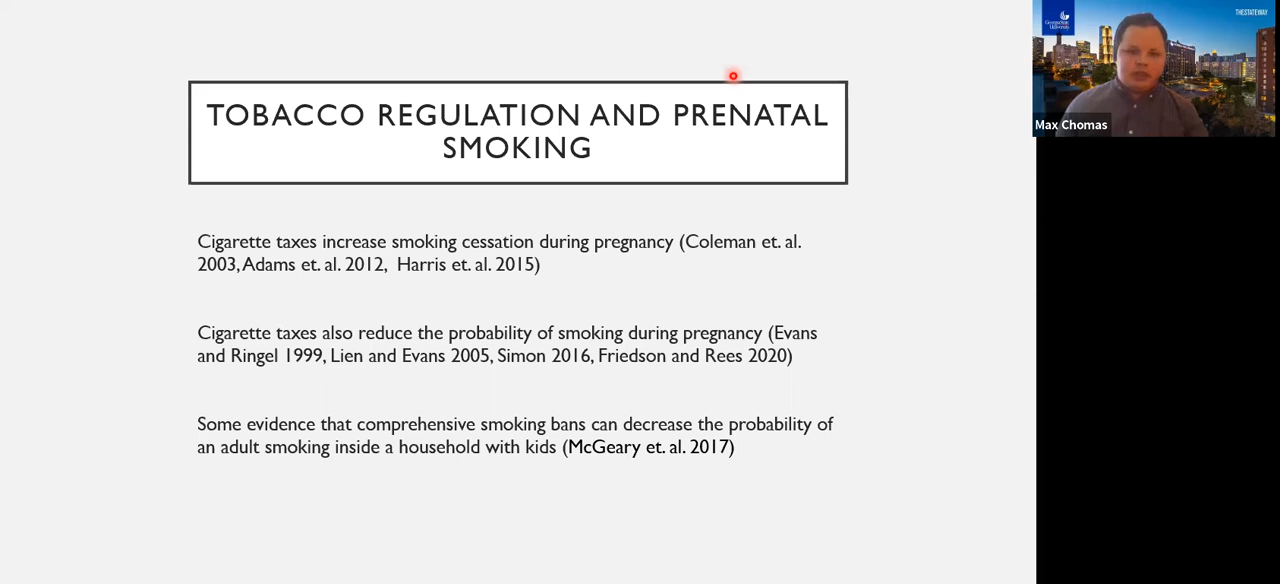 TOBACCO REGULATION AND PRENATAL
SMOKING
Cigarette taxes increase smoking cessation during pregnancy (Coleman et. al.
2003, Adams et. al. 2012, Harris et. al. 2015)
Cigarette taxes also reduce the probability of smoking during pregnancy (Evans
and Ringel 1999, Lien and Evans 2005, Simon 2016, Friedson and Rees 2020)
Some evidence that comprehensive smoking bans can decrease the probability of
an adult smoking inside a household with kids (McGeary et. al. 2017)
THESTATEWAY
Georgia State
University
Max Chomas